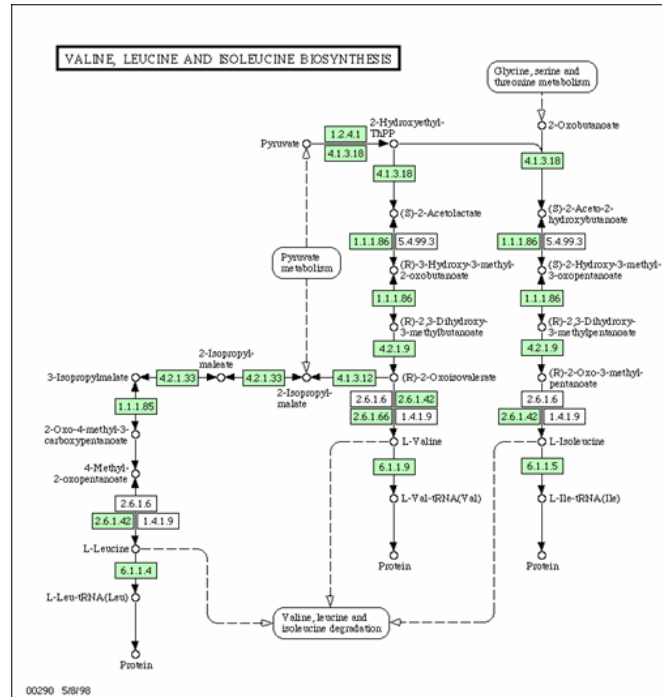 VALINE, LEUCINE AND ISOLEUCINE BIOSYNTHESIS
Glycine, serine and
threonine metabolism
2-Hydroxyethyl-
ThPP
2-Oxobutanoate
Pyruvate
1.2.4.1
4.1.3.18
4.1.3.18
4.1.3.18
(S)-2-Acetolactate
(S)-2-Aceto-2-
hydroxybutanoate
1.1.1.86
5.4.99.3
1.1.1.86
5.4.99.3
Pyruvate
metabolism
(R)-3-Hydroxy-3-methyl-
2-oxobutanoate
(S)-2-Hydroxy-3-methyl-
3-oxopentanoate
1.1.1.86
1.1.1.86
(R)-2,3-Dihydroxy-
3-methylbutanoate
(R)-2,3-Dihydroxy-
3-methylpentanoate
4.2.1.9
4.2.1.9
2-Isopropyl-
maleate
3-Isopropylmalate
4.2.1.33
4.2.1.33
4.1.3.12
2-Isopropyl-
malate
(R)-2-Oxoisovalerate
(R)-2-Oxo-3-methyl-
pentanoate
1.1.1.85
2.6.1.6
2.6.1.42
2.6.1.66
1.4.1.9
2.6.1.6
2.6.1.42
1.4.1.9
2-Oxo-4-methyl-3-
carboxypentanoate
L-Valine
L-Isoleucine
4-Methyl-
2-oxopentanoate
6.1.1.9
6.1.1.5
2.6.1.6
2.6.1.42
1.4.1.9
L-Val-tRNA(Val)
L-Ile-tRNA(Ile)
L-Leucine
Protein
Protein
6.1.1.4
L-Leu-tRNA(Leu)
Valine, leucine and
isoleucine degradation
Protein
00290 5/8/98